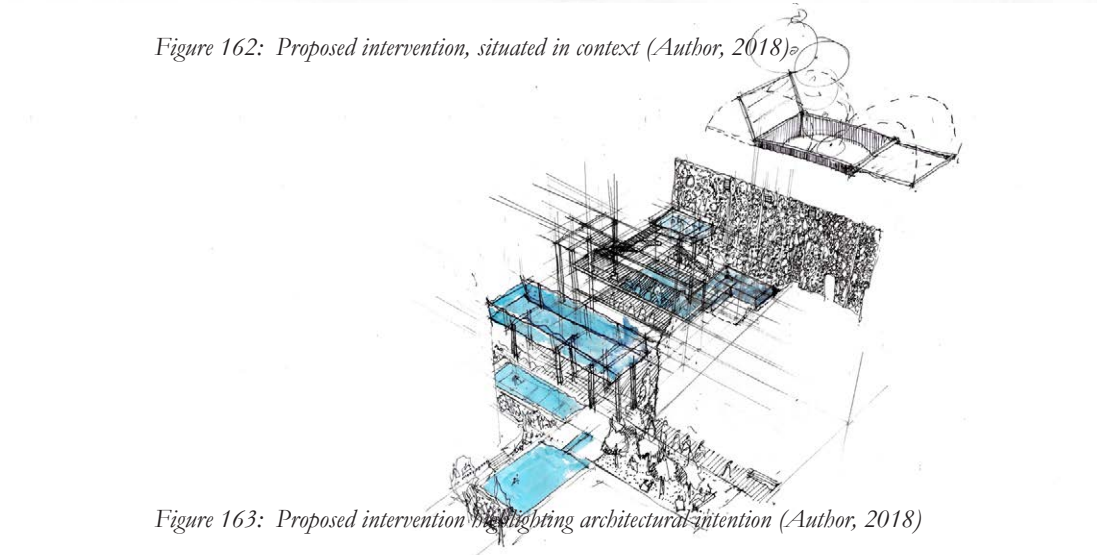 Figure 162: Proposed intervention, situated in context (Author, 2018)
Figure 163: Proposed intervention highlighting architectural intention (Author, 2018)